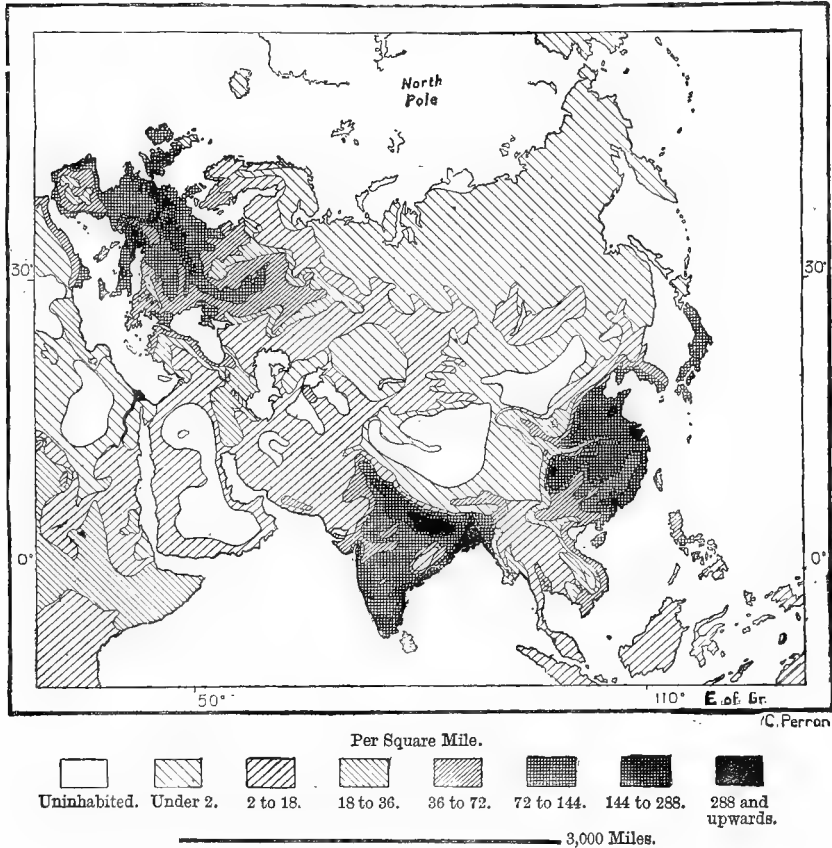 North
Pole
30° 30°
0° 0°
50° 110° E. of Gr.
C. Perron
Per Square Mile.
Uninhabited. Under 2. 2 to 18. 18 to 36. 36 to 72. 72 to 144. 144 to 288. 288 and
upwards.
3,000 Miles.